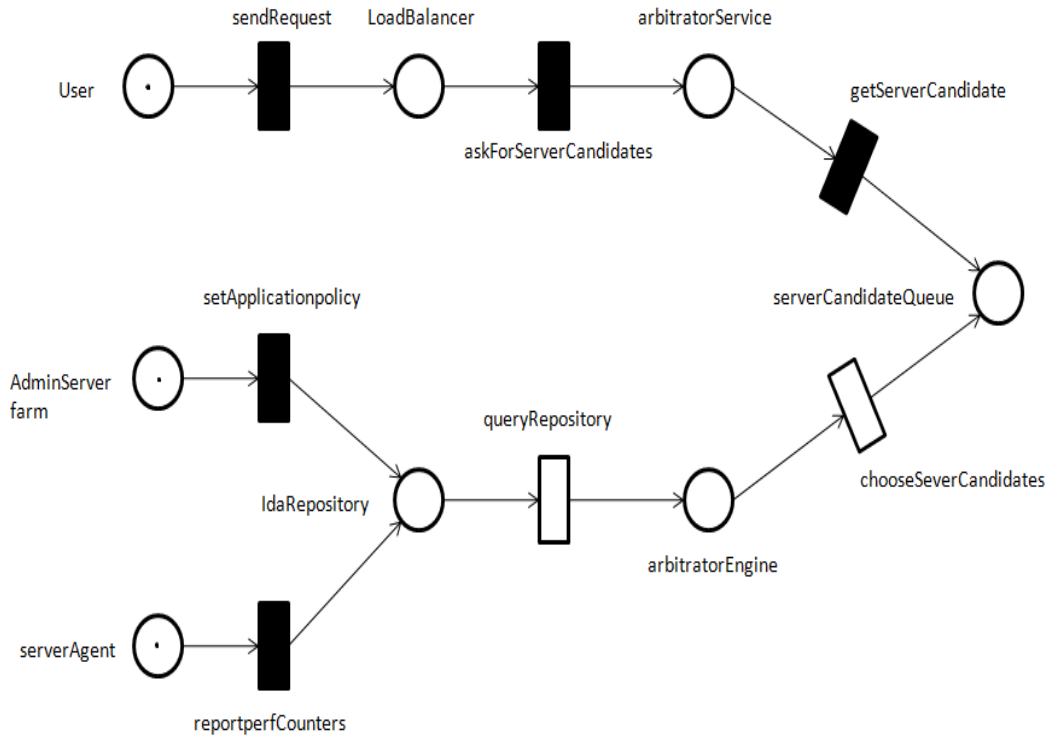 sendRequest
LoadBalancer
arbitratorService
User
getServerCandidate
askForServerCandidates
setApplicationpolicy
serverCandidateQueue
AdminServer
farm
queryRepository
IdaRepository
chooseSeverCandidates
arbitratorEngine
serverAgent
reportperfCounters